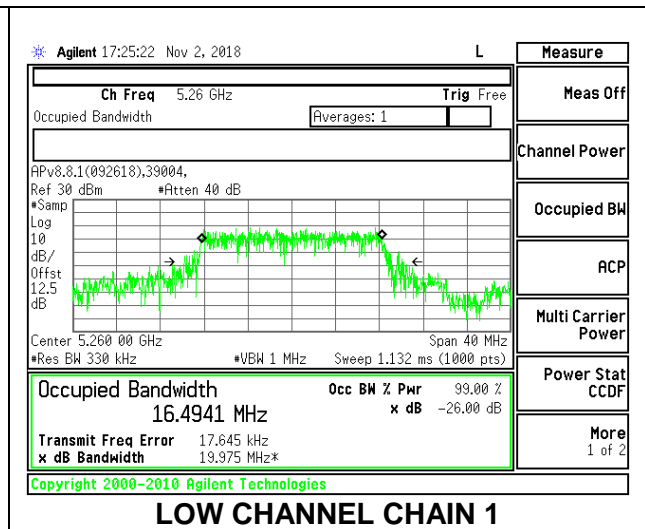 Agilent 17:25:22 Nov 2, 2018 L
Measure
Ch Freq 5.26 GHz Trig Free
Meas Off
Occupied Bandwidth Averages: 1
Channel Power
APv8.8.1(092618),39004,
Ref 30 dBm #Atten 40 dB
#Samp
Log
10
dB/
Offst
12.5
dB
Occupied BW
ACP
Multi Carrier
Power
Center 5.260 00 GHz Span 40 MHz
#Res BW 330 kHz #VBW 1 MHz Sweep 1.132 ms (1000 pts)
Power Stat
CCDF
Occupied Bandwidth Occ BW % Pwr 99.00 %
16.4941 MHz x dB -26.00 dB
Transmit Freq Error 17.645 kHz
x dB Bandwidth 19.975 MHz*
More
1 of 2
Copyright 2000-2010 Agilent Technologies
LOW CHANNEL CHAIN 1